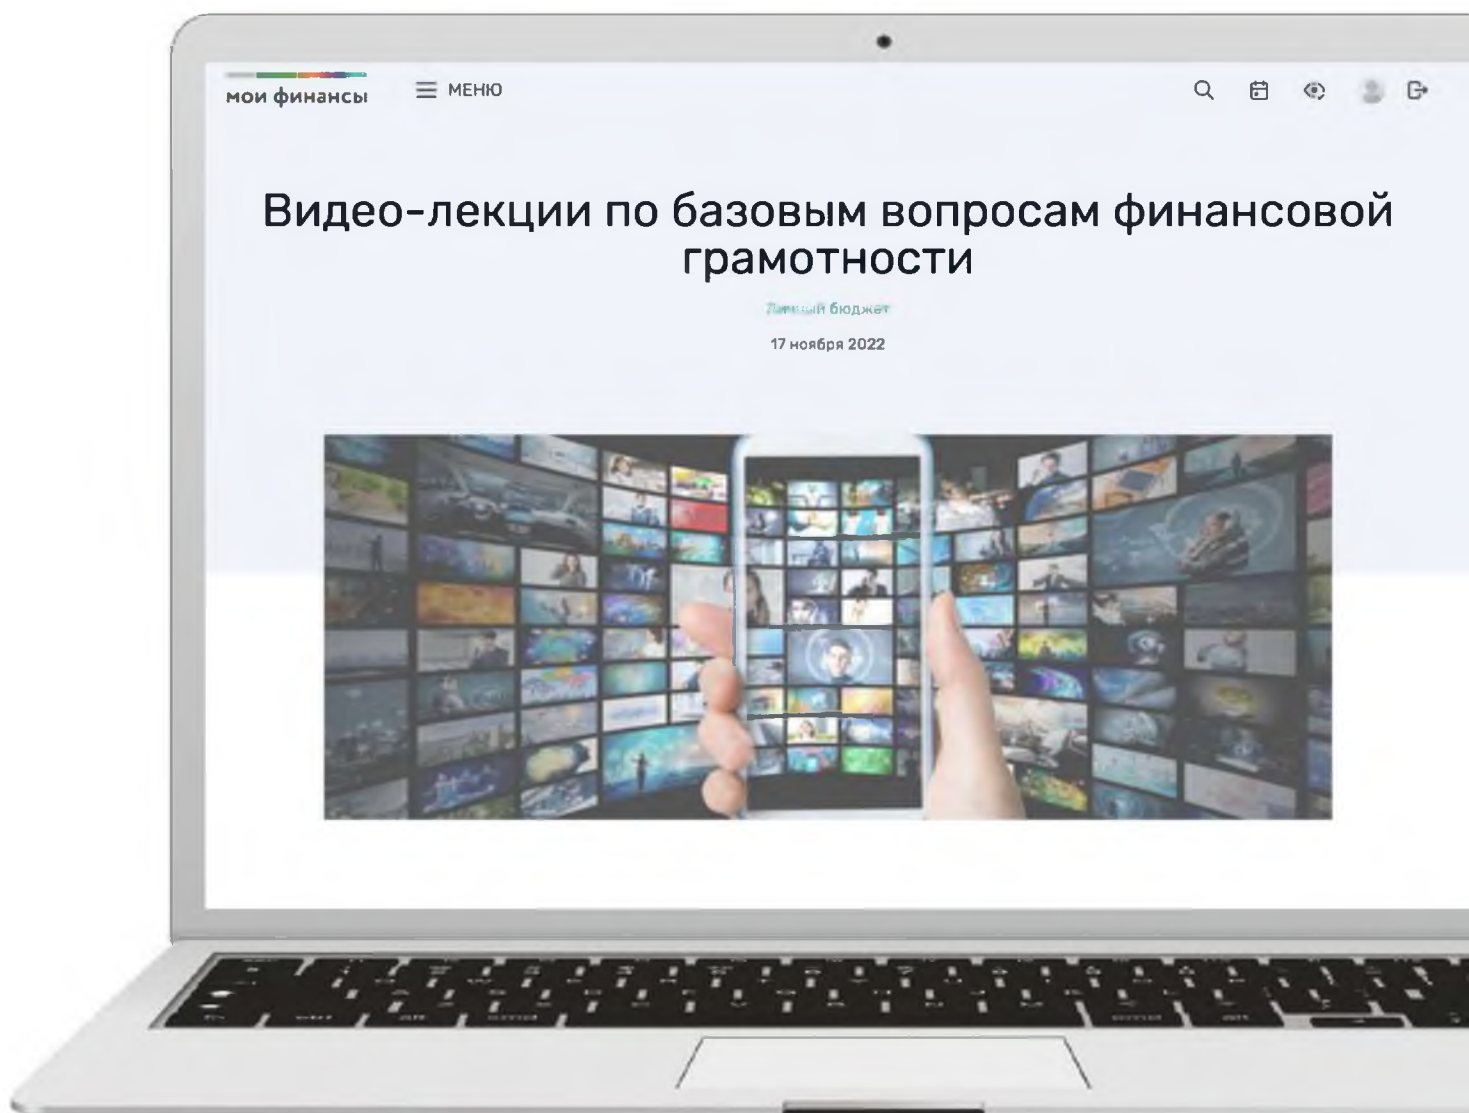 мои финансы
МЕНЮ
Видео-лекции по базовым вопросам финансовой
грамотности
Личный бюджет
17 ноября 2022